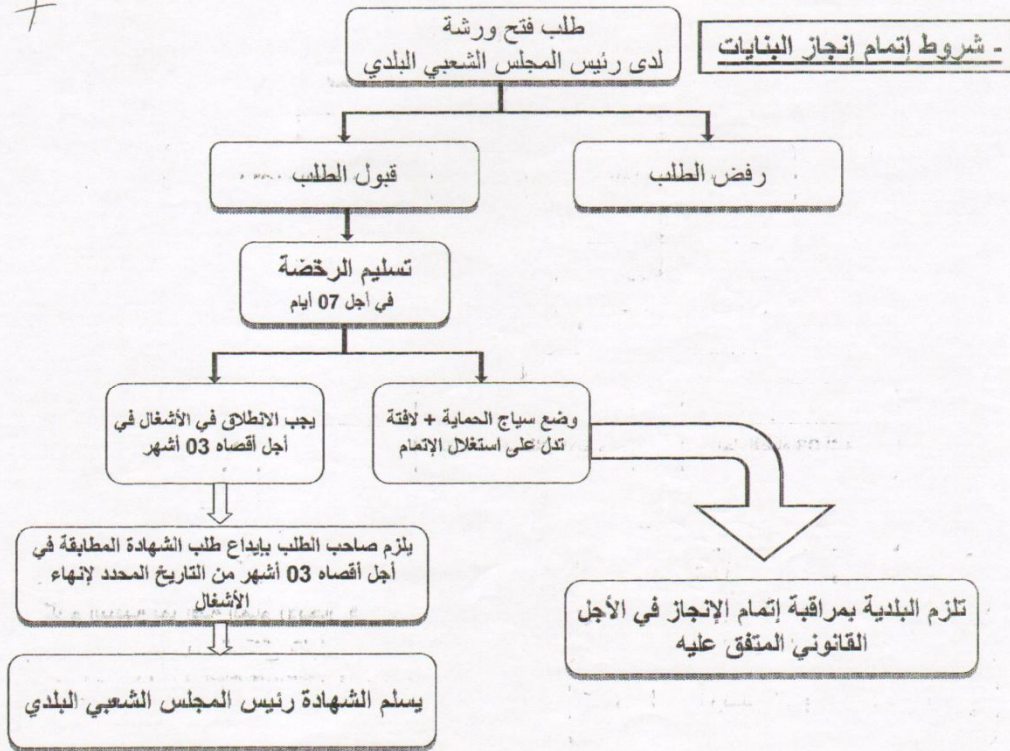 - شروط إتمام إنجاز البنايات
طلب فتح ورشة
لدى رئيس المجلس الشعبي البلدي
رفض الطلب
قبول الطلب
تسليم الرخصة
في أجل 07 أيام
وضع سياج الحماية + لافتة
تدل على استغلال الإتمام
يجب الانطلاق في الأشغال في
أجل أقصاه 03 أشهر
يلزم صاحب الطلب بإيداع طلب الشهادة المطابقة في
أجل أقصاه 03 أشهر من التاريخ المحدد لإنهاء
الأشغال
تلزم البلدية بمراقبة إتمام الإنجاز في الأجل
القانوني المتفق عليه
يسلم الشهادة رئيس المجلس الشعبي البلدي